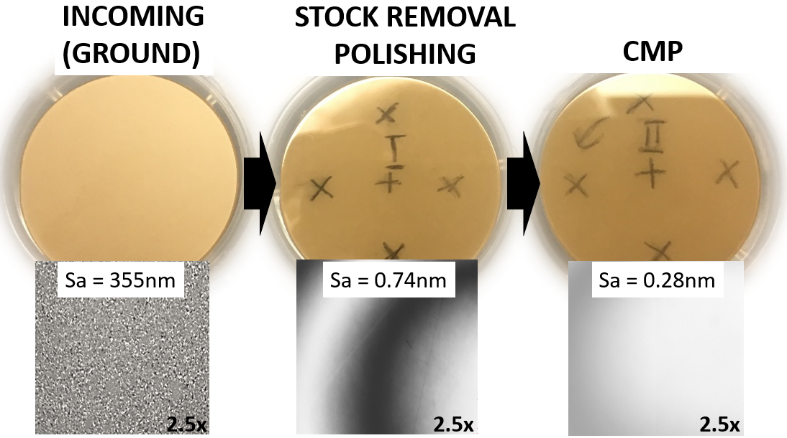 INCOMING
(GROUND)
STOCK REMOVAL
POLISHING
CMP
X
I
X + X
X
X
II
X + X
X
Sa = 355nm
Sa = 0.74nm
Sa = 0.28nm
2.5x
2.5x
2.5x